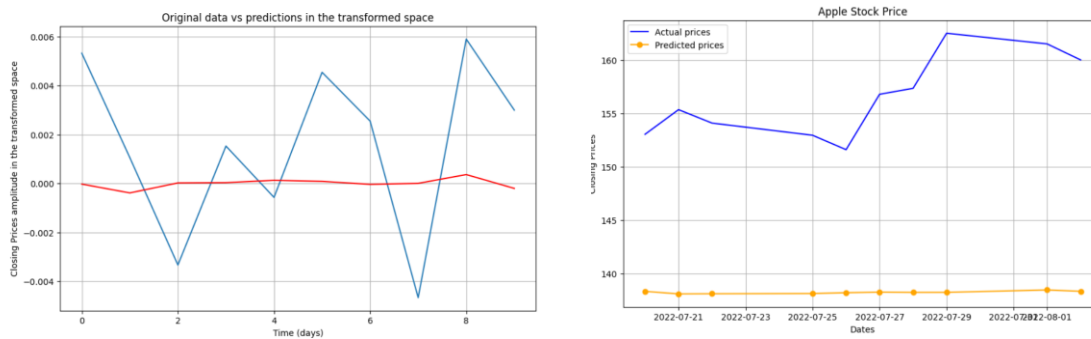 Original data vs predictions in the transformed space
Closing Prices amplitude in the transformed space
0.006
0.004
0.002
0.000
−0.002
−0.004
0
2
4
6
8
Time (days)
Apple Stock Price
Actual prices
Predicted prices
Closing Prices
160
155
150
145
140
2022-07-21
2022-07-23
2022-07-25
2022-07-27
2022-07-29
2022-08-01
Dates